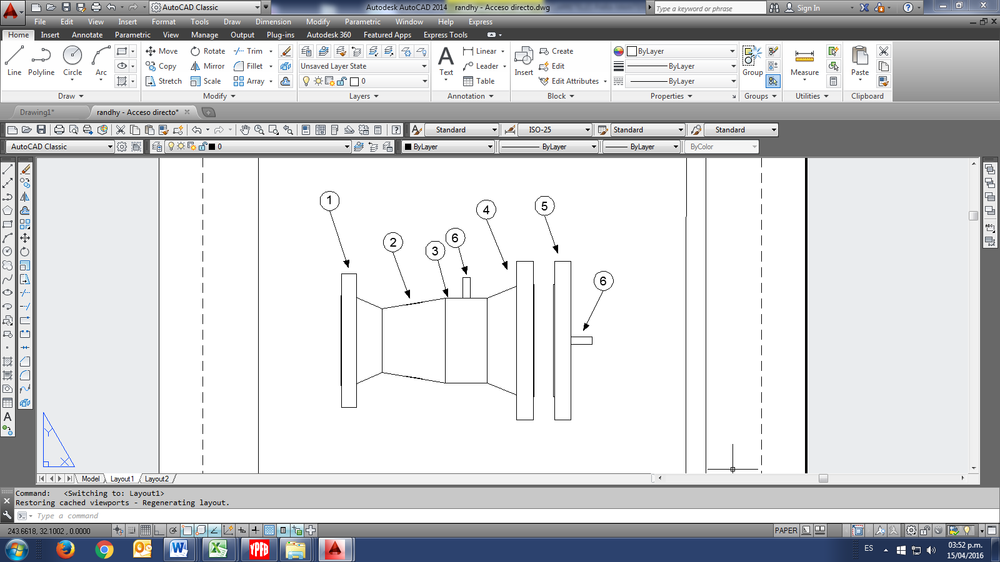 AutoCAD Classic
Autodesk AutoCAD 2014 randhy - Acceso directo.dwg
Type a keyword or phrase
Sign In
File Edit View Insert Format Tools Draw Dimension Modify Parametric Window Help Express
Home Insert Annotate Parametric View Manage Output Plug-ins Autodesk 360 Featured Apps Express Tools
Line Polyline Circle Arc
Move Rotate Trim
Copy Mirror Fillet
Stretch Scale Array
Unsaved Layer State
0
Text
Linear
Leader
Table
Insert
Create
Edit
Edit Attributes
ByLayer
ByLayer
ByLayer
Group
Measure
Paste
Draw Modify Layers Annotation Block Properties Groups Utilities Clipboard
Drawing1* randhy - Acceso directo*
Standard ISO-25 Standard Standard
AutoCAD Classic 0 ByLayer ByLayer ByLayer ByColor
1
2
3
6
4
5
6
Y
X
Model Layout1 Layout2
Command: <Switching to: Layout1>
Restoring cached viewports - Regenerating layout.
Type a command
243.6618, 32.1002 , 0.0000
PAPER
YPFB
ES
03:52 p.m.
15/04/2016